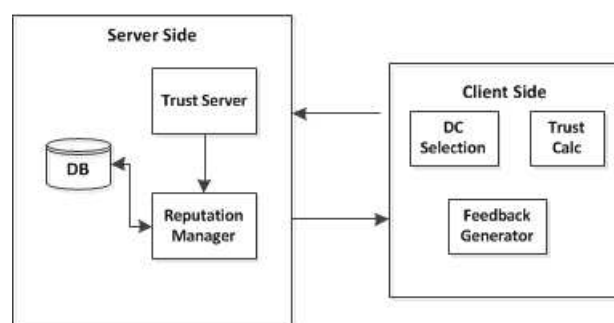 Server Side
Trust Server
DB
Reputation
Manager
Client Side
DC
Selection
Trust
Calc
Feedback
Generator